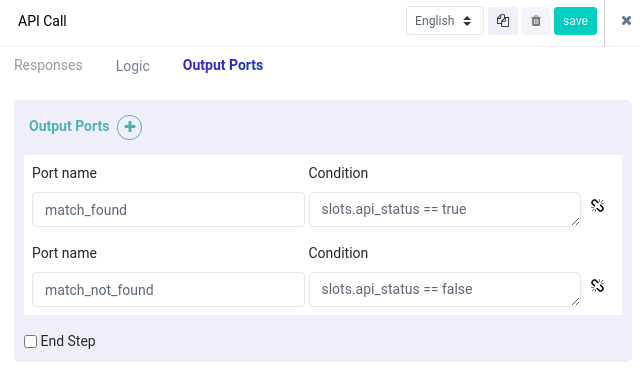 API Call
English
save
Responses
Logic
Output Ports
Output Ports
Port name
Condition
match_found
slots.api_status == true
Port name
Condition
match_not_found
slots.api_status == false
End Step